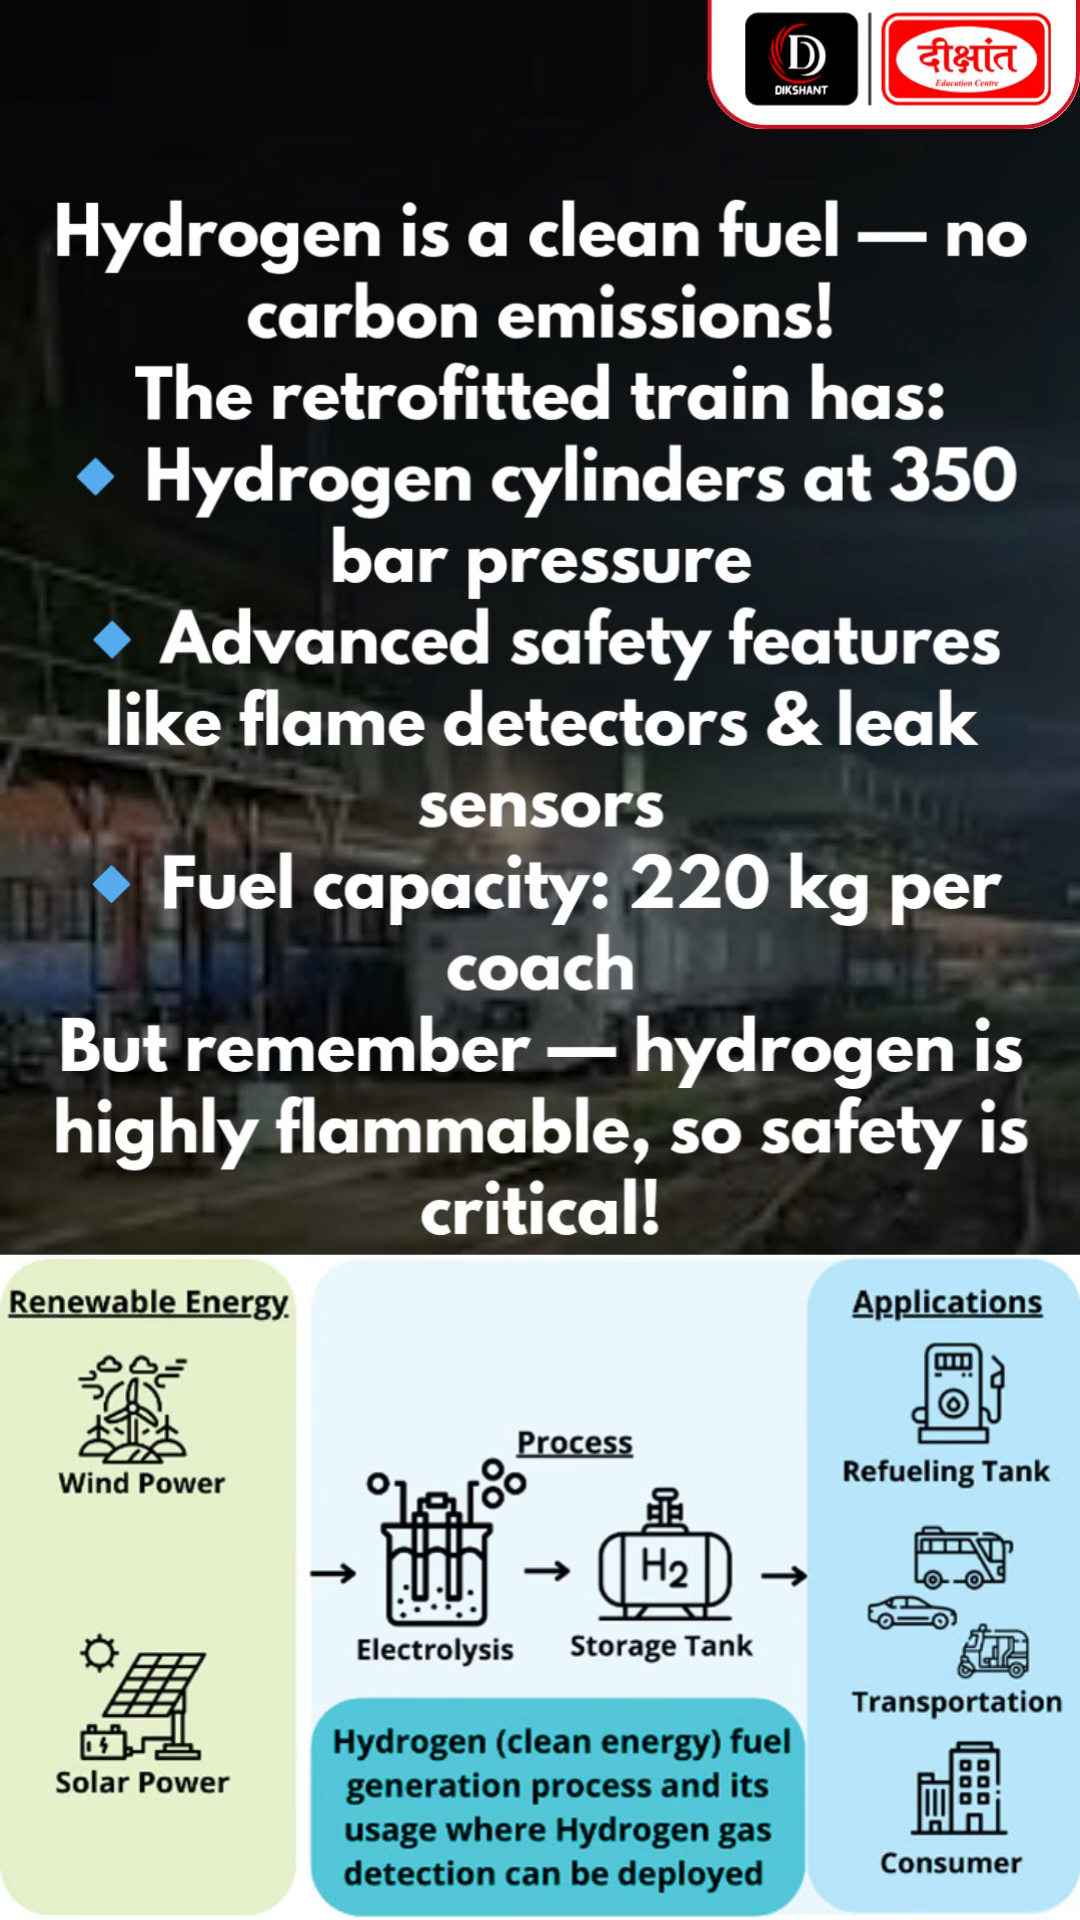 DIKSHANT
दीक्षांत
Education Centre
Hydrogen is a clean fuel — no
carbon emissions!
The retrofitted train has:
🔹 Hydrogen cylinders at 350
bar pressure
🔹 Advanced safety features
like flame detectors & leak
sensors
🔹 Fuel capacity: 220 kg per
coach
But remember — hydrogen is
highly flammable, so safety is
critical!
Renewable Energy
Wind Power
Solar Power
Process
Electrolysis
H2
Storage Tank
Hydrogen (clean energy) fuel
generation process and its
usage where Hydrogen gas
detection can be deployed
Applications
Refueling Tank
Transportation
Consumer